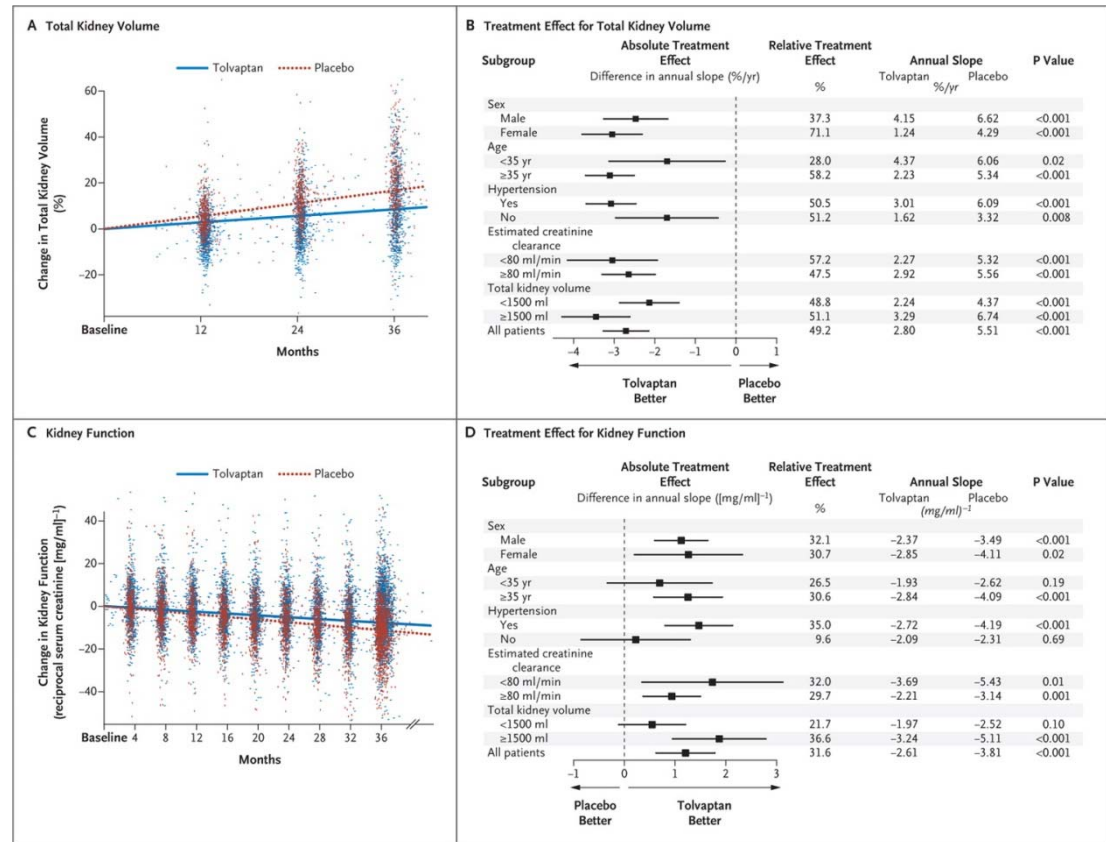 A Total Kidney Volume
Tolvaptan Placebo
Change in Total Kidney Volume
(%)
60
40
20
0
−20
Baseline 12 24 36
Months
B Treatment Effect for Total Kidney Volume
Subgroup Absolute Treatment Effect Relative Treatment Effect Annual Slope P Value
Difference in annual slope (%/yr) % Tolvaptan Placebo
%/yr
Sex
Male 37.3 4.15 6.62 <0.001
Female 71.1 1.24 4.29 <0.001
Age
<35 yr 28.0 4.37 6.06 0.02
≥35 yr 58.2 2.23 5.34 <0.001
Hypertension
Yes 50.5 3.01 6.09 <0.001
No 51.2 1.62 3.32 0.008
Estimated creatinine
clearance
<80 ml/min 57.2 2.27 5.32 <0.001
≥80 ml/min 47.5 2.92 5.56 <0.001
Total kidney volume
<1500 ml 48.8 2.24 4.37 <0.001
≥1500 ml 51.1 3.29 6.74 <0.001
All patients 49.2 2.80 5.51 <0.001
−4 −3 −2 −1 0 1
Tolvaptan Placebo
Better Better
C Kidney Function
Tolvaptan Placebo
Change in Kidney Function
(reciprocal serum creatinine [mg/ml]−1)
40
20
0
−20
−40
Baseline 4 8 12 16 20 24 28 32 36
Months
D Treatment Effect for Kidney Function
Subgroup Absolute Treatment Effect Relative Treatment Effect Annual Slope P Value
Difference in annual slope ([mg/ml]−1) % Tolvaptan Placebo
(mg/ml)−1
Sex
Male 32.1 −2.37 −3.49 <0.001
Female 30.7 −2.85 −4.11 0.02
Age
<35 yr 26.5 −1.93 −2.62 0.19
≥35 yr 30.6 −2.84 −4.09 <0.001
Hypertension
Yes 35.0 −2.72 −4.19 <0.001
No 9.6 −2.09 −2.31 0.69
Estimated creatinine
clearance
<80 ml/min 32.0 −3.69 −5.43 0.01
≥80 ml/min 29.7 −2.21 −3.14 0.001
Total kidney volume
<1500 ml 21.7 −1.97 −2.52 0.10
≥1500 ml 36.6 −3.24 −5.11 <0.001
All patients 31.6 −2.61 −3.81 <0.001
−1 0 1 2 3
Placebo Tolvaptan
Better Better